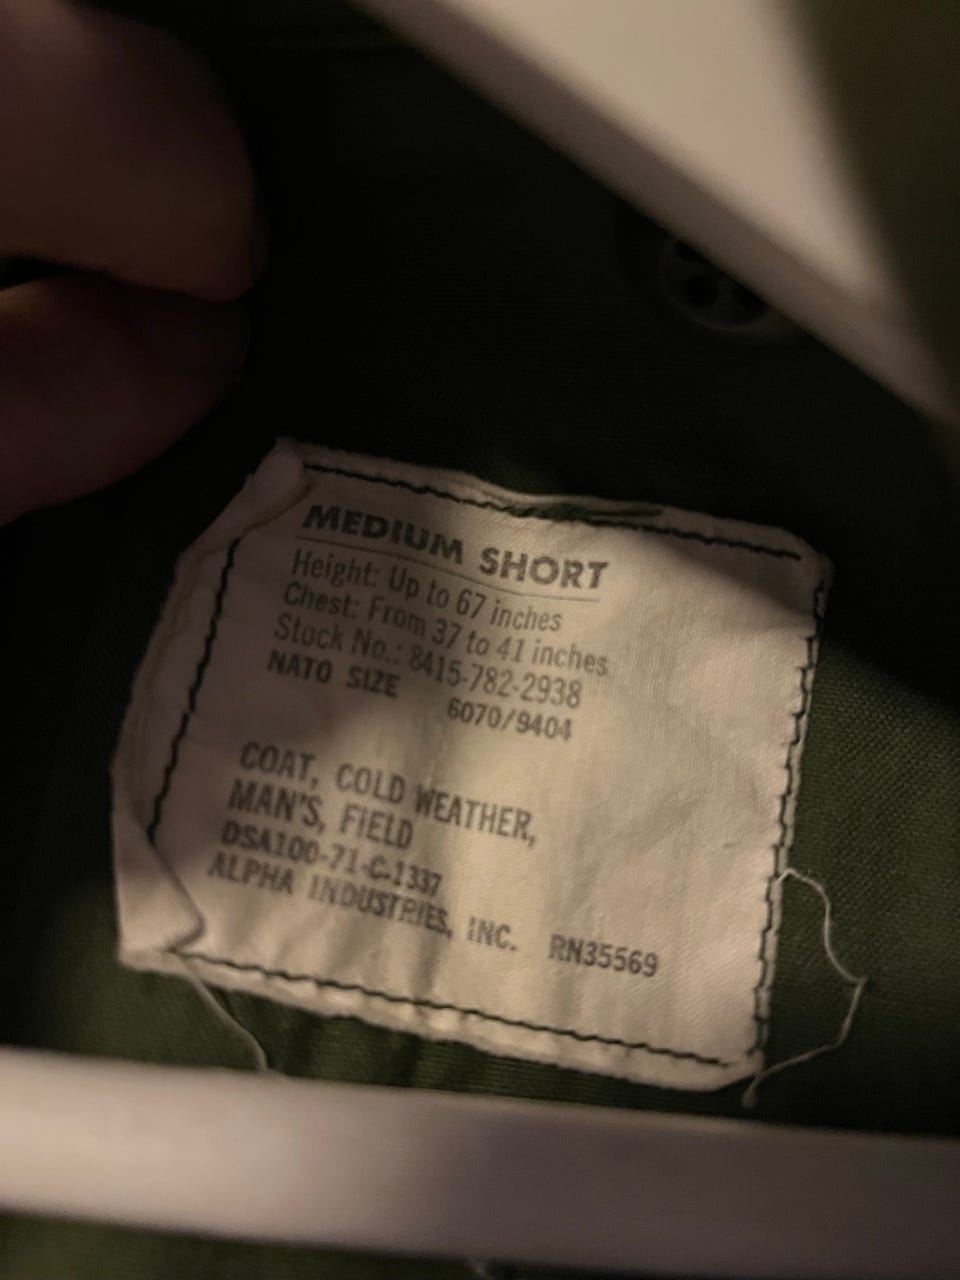 MEDIUM SHORT
Height: Up to 67 inches
Chest: From 37 to 41 inches
Stock No.: 8415-782-2938
NATO SIZE
6070/9404
COAT, COLD WEATHER,
MAN'S, FIELD
DSA100-71-C-1337
ALPHA INDUSTRIES, INC. RN35569